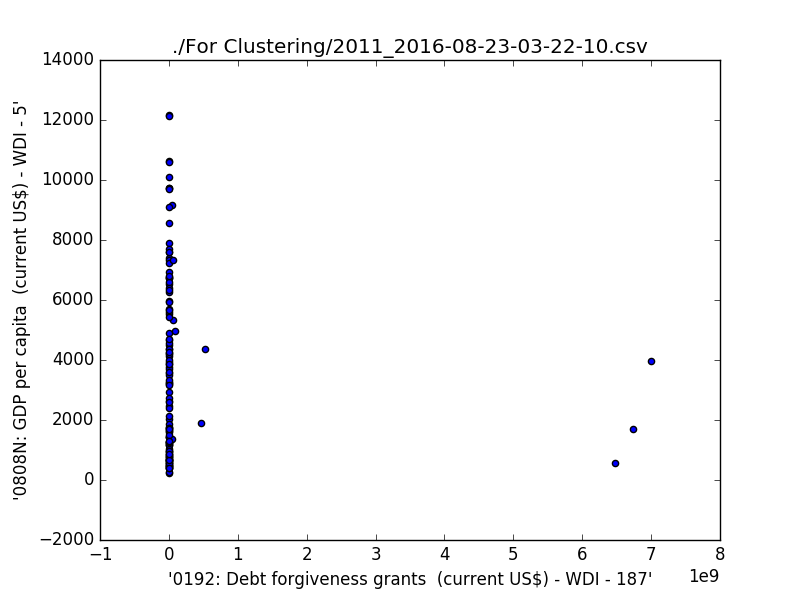 ./For Clustering/2011_2016-08-23-03-22-10.csv
14000
12000
10000
8000
6000
4000
2000
0
−2000
'0808N: GDP per capita  (current US$) - WDI - 5'
−1 0 1 2 3 4 5 6 7 8
1e9
'0192: Debt forgiveness grants  (current US$) - WDI - 187'